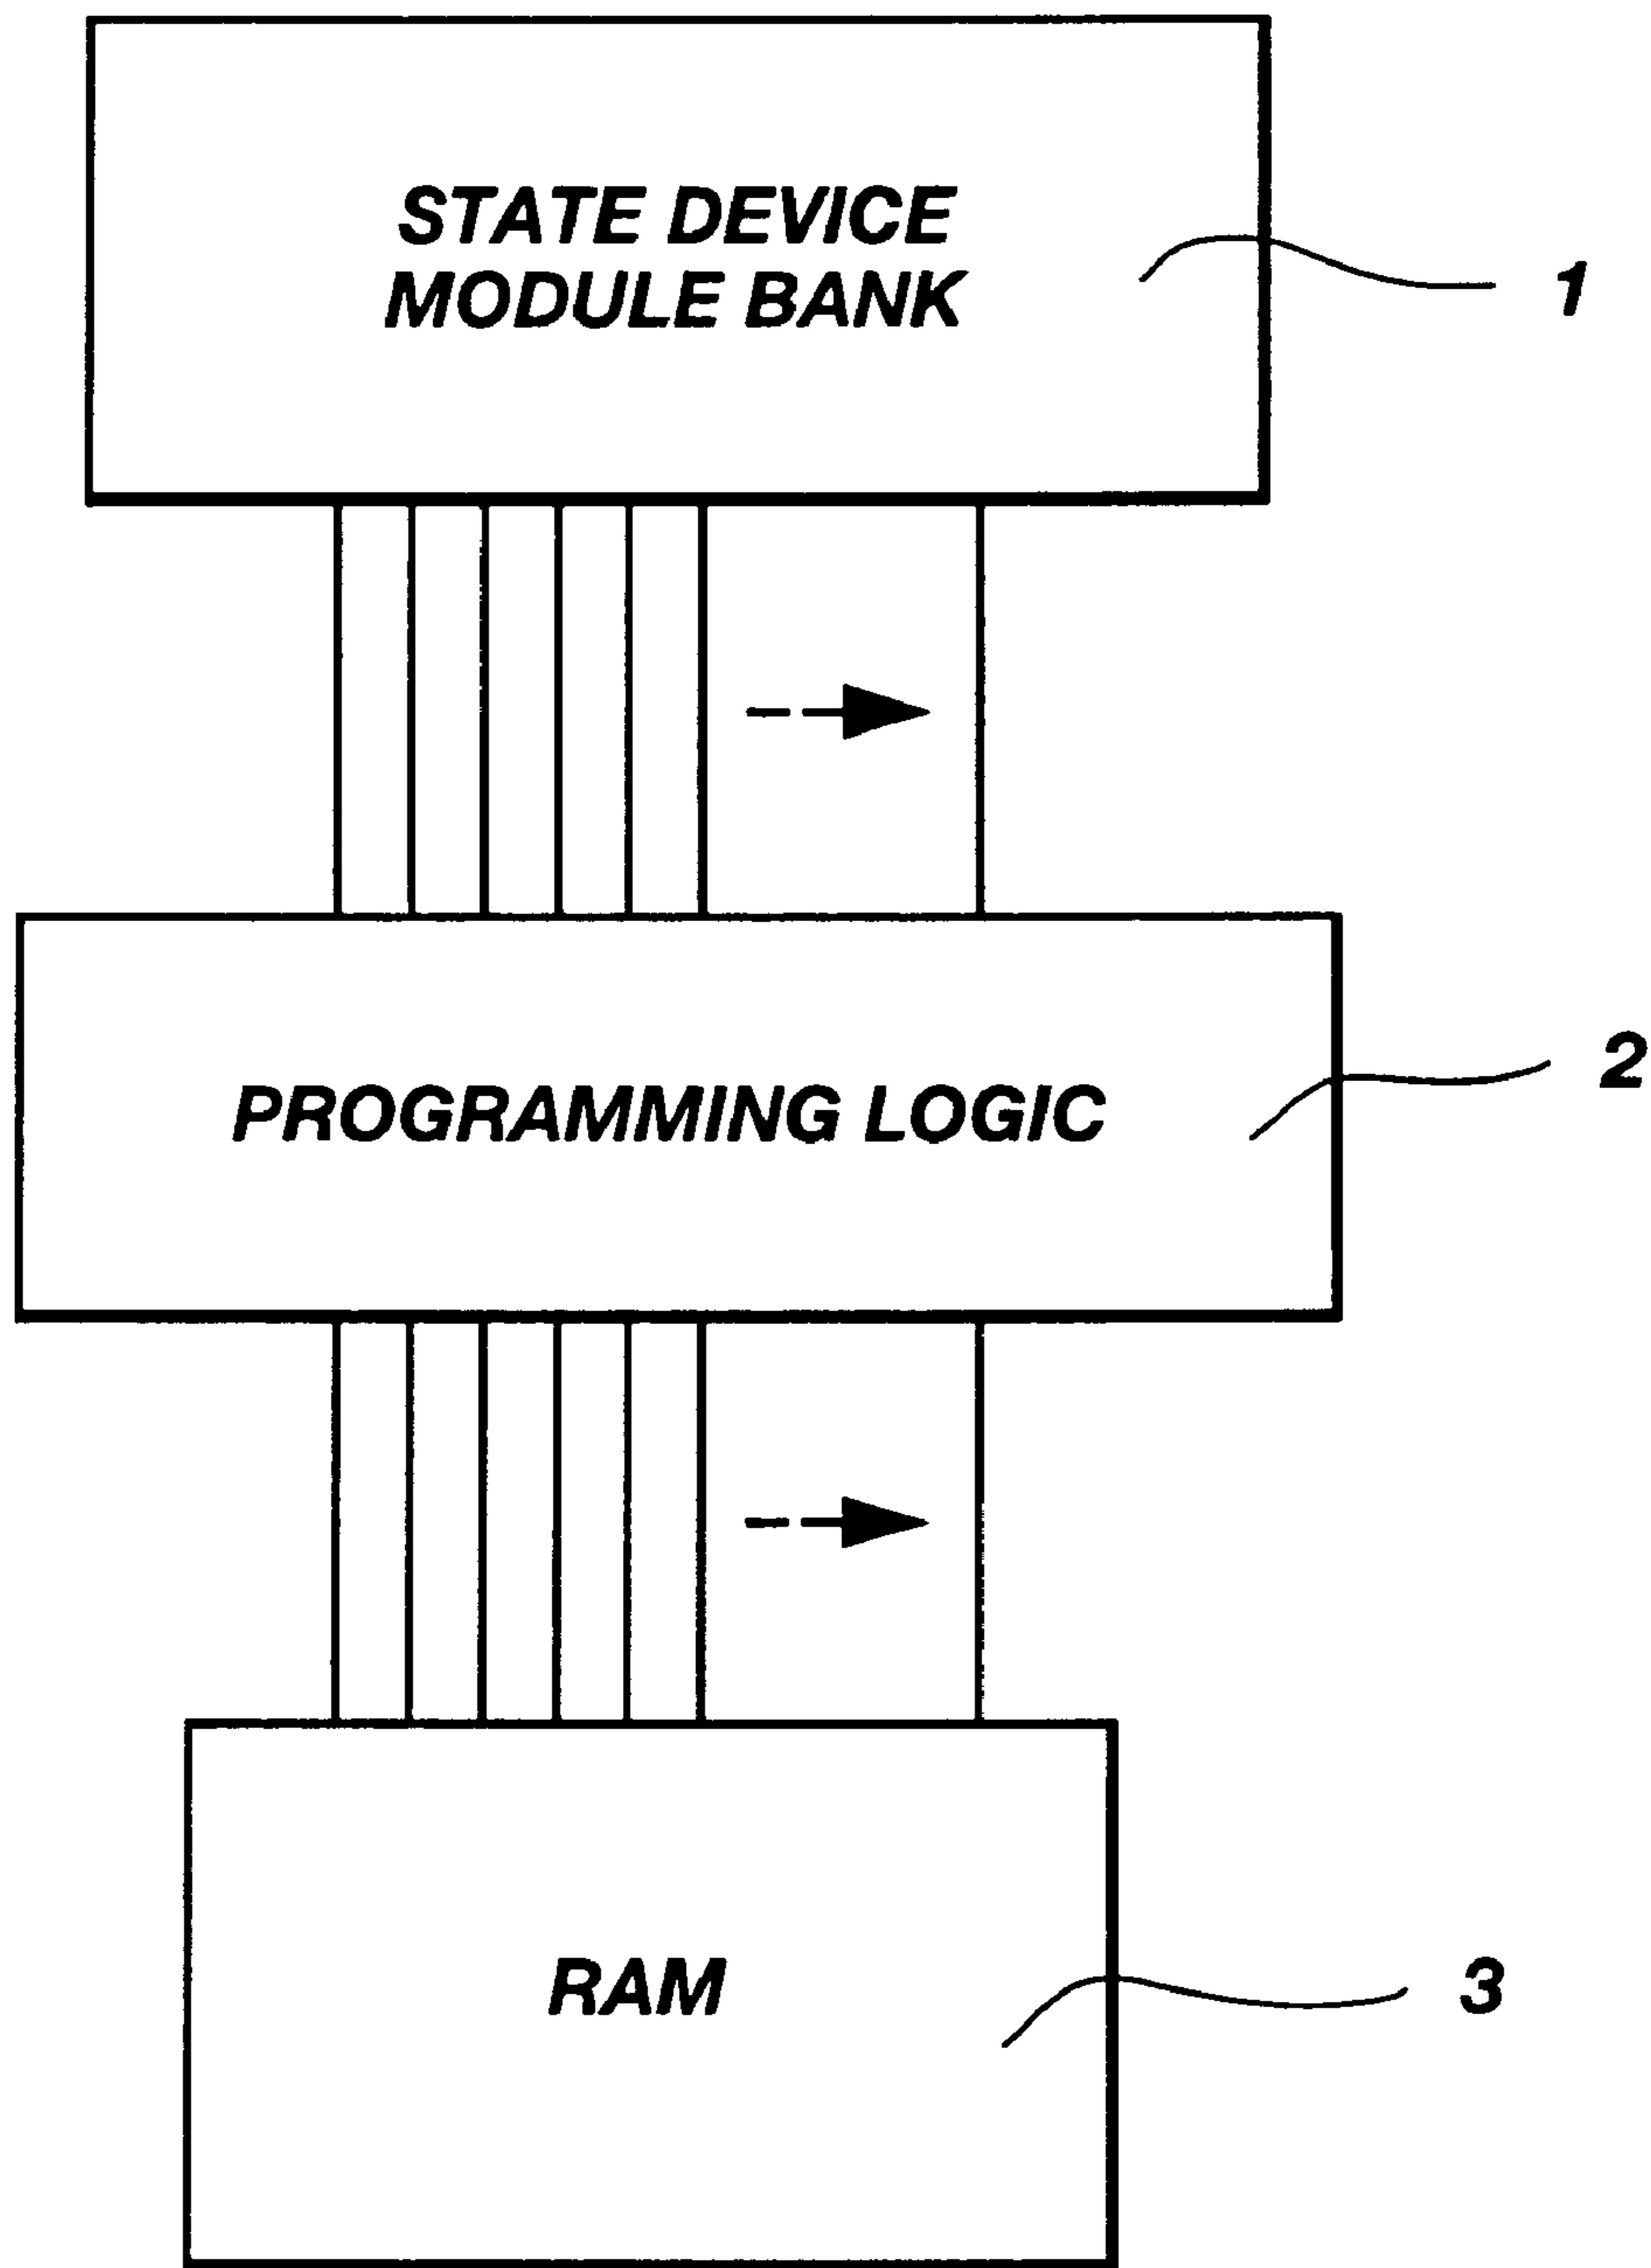 STATE DEVICE
MODULE BANK
1
PROGRAMMING LOGIC
2
RAM
3